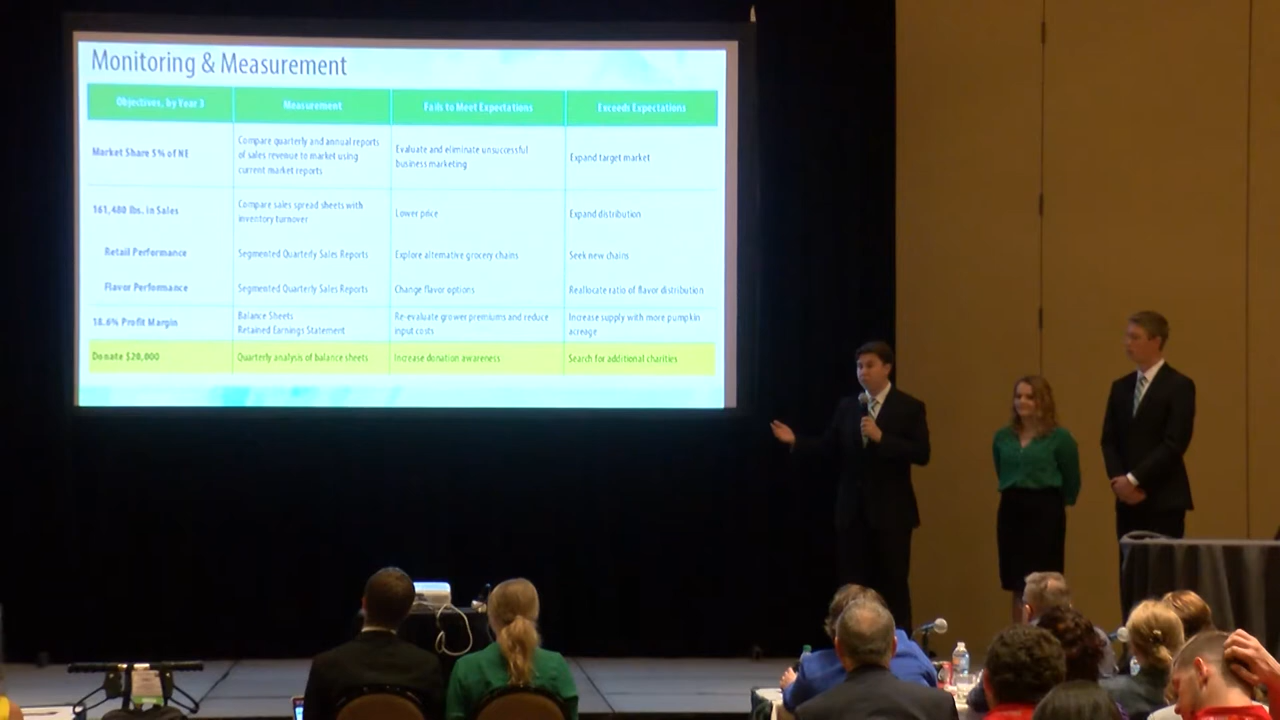 Monitoring & Measurement
Objectives, by Year 3 Measurement Fails to Meet Expectations Exceeds Expectations
Market Share 5% of NE
Compare quarterly and annual reports
of sales revenue to market using
current market reports
Evaluate and eliminate unsuccessful
business marketing
Expand target market
161,480 lbs. in Sales
Compare sales spread sheets with
inventory turnover
Lower price
Expand distribution
Retail Performance
Segmented Quarterly Sales Reports
Explore alternative grocery chains
Seek new chains
Flavor Performance
Segmented Quarterly Sales Reports
Change flavor options
Reallocate ratio of flavor distribution
18.6% Profit Margin
Balance Sheets
Retained Earnings Statement
Re-evaluate grower premiums and reduce
input costs
Increase supply with more pumpkin
acreage
Donate $20,000
Quarterly analysis of balance sheets
Increase donation awareness
Search for additional charities